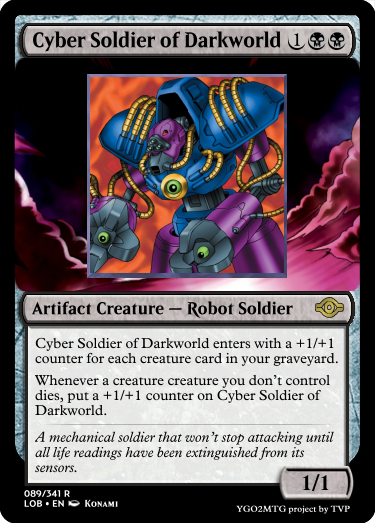 Cyber Soldier of Darkworld 1
Artifact Creature — Robot Soldier
Cyber Soldier of Darkworld enters with a +1/+1
counter for each creature card in your graveyard.
Whenever a creature creature you don't control
dies, put a +1/+1 counter on Cyber Soldier of
Darkworld.
A mechanical soldier that won't stop attacking until
all life readings have been extinguished from its
sensors.
1/1
089/341 R
LOB • EN Konami
YGO2MTG project by TVP